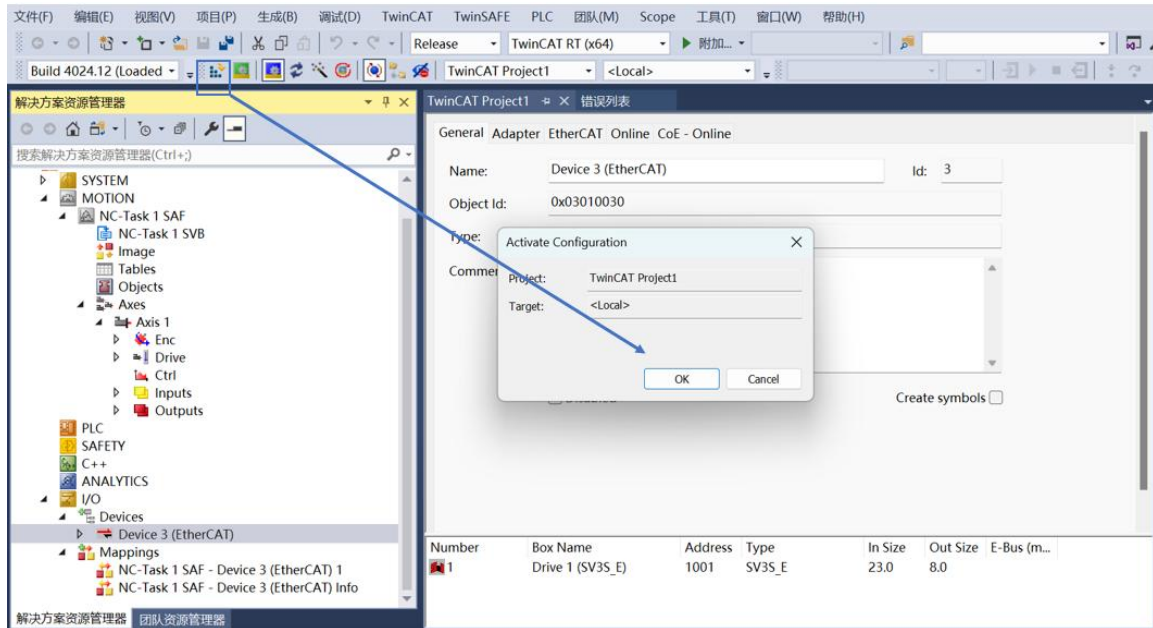 文件(F) 编辑(E) 视图(V) 项目(P) 生成(B) 调试(D) TwinCAT TwinSAFE PLC 团队(M) Scope 工具(T) 窗口(W) 帮助(H)
Release TwinCAT RT (x64) 附加...
Build 4024.12 (Loaded TwinCAT Project1 <Local>
解决方案资源管理器
搜索解决方案资源管理器(Ctrl+;)
SYSTEM
MOTION
NC-Task 1 SAF
NC-Task 1 SVB
Image
Tables
Objects
Axes
Axis 1
Enc
Drive
Ctrl
Inputs
Outputs
PLC
SAFETY
C++
ANALYTICS
I/O
Devices
Device 3 (EtherCAT)
Mappings
NC-Task 1 SAF - Device 3 (EtherCAT) 1
NC-Task 1 SAF - Device 3 (EtherCAT) Info
解决方案资源管理器 团队资源管理器
TwinCAT Project1 错误列表
General Adapter EtherCAT Online CoE - Online
Name: Device 3 (EtherCAT) Id: 3
Object Id: 0x03010030
Type:
Commen
Activate Configuration
Project: TwinCAT Project1
Target: <Local>
OK Cancel
Create symbols
Number Box Name Address Type In Size Out Size E-Bus (m...
1 Drive 1 (SV3S_E) 1001 SV3S_E 23.0 8.0